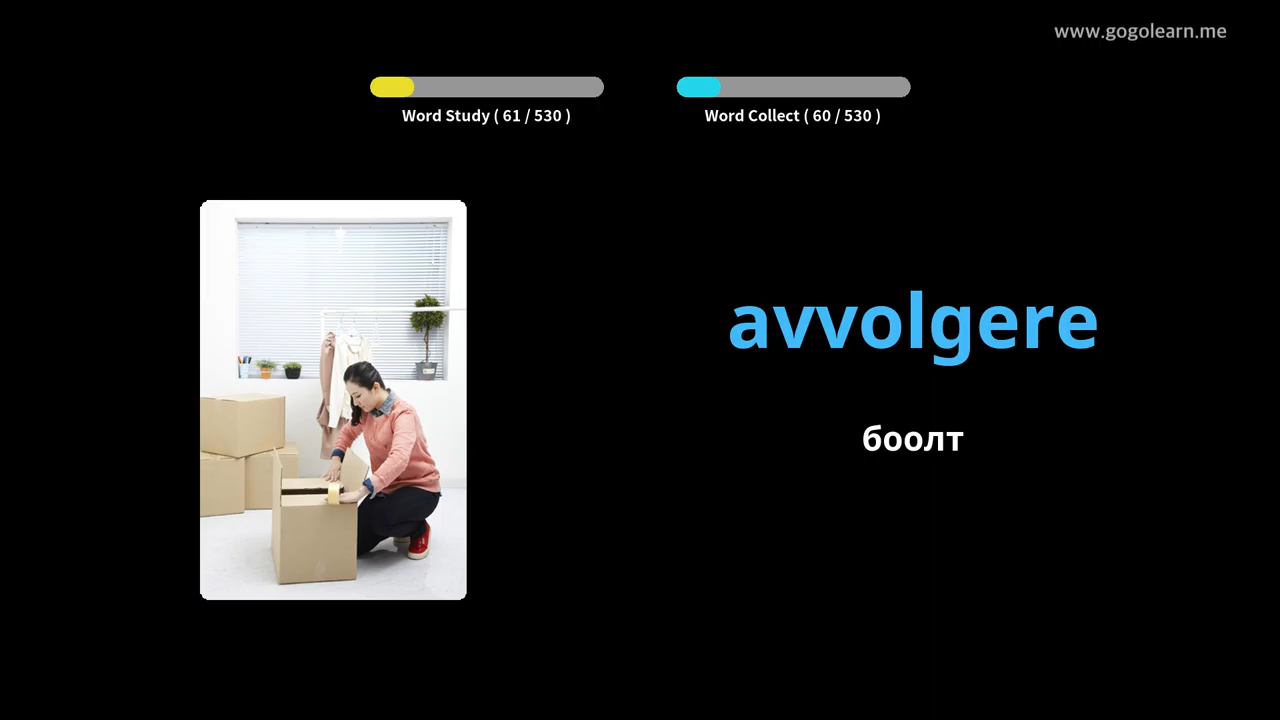 www.gogolearn.me
Word Study ( 61 / 530 )
Word Collect ( 60 / 530 )
avvolgere
боолт